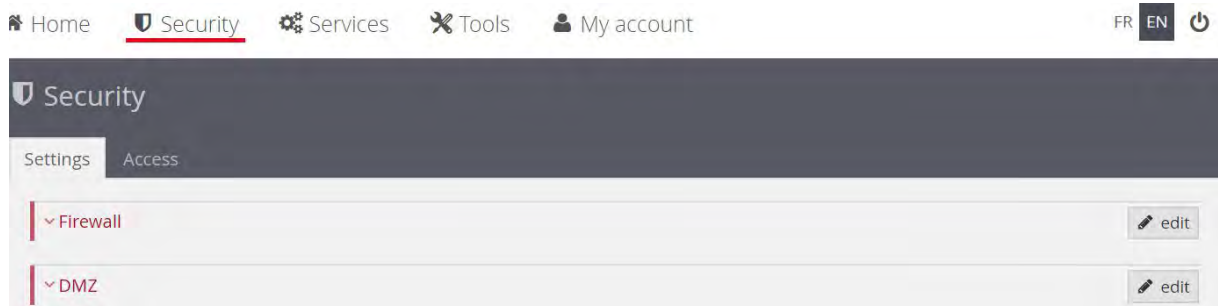 Home Security Services Tools My account FR EN
Security
Settings Access
Firewall edit
DMZ edit